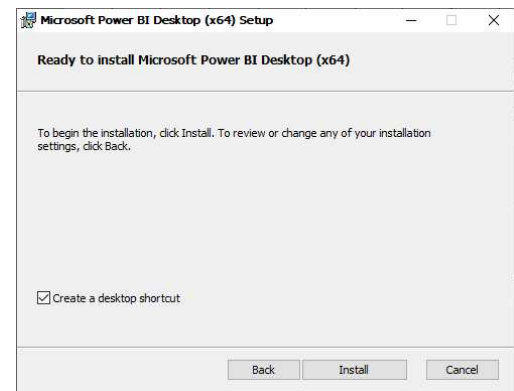 Microsoft Power BI Desktop (x64) Setup
Ready to install Microsoft Power BI Desktop (x64)
To begin the installation, click Install. To review or change any of your installation
settings, click Back.
Create a desktop shortcut
Back Install Cancel